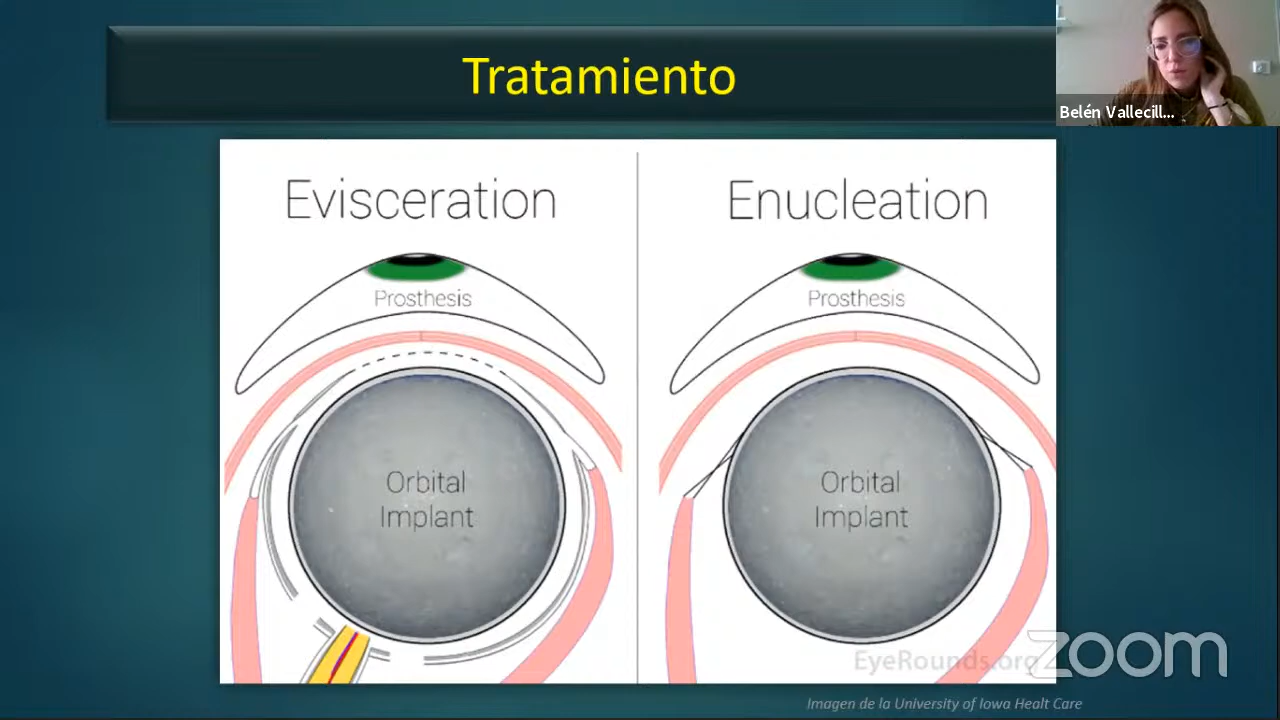 Tratamiento
Belén Vallecill...
Evisceration
Enucleation
Prosthesis
Prosthesis
Orbital
Implant
Orbital
Implant
EyeRounds.org
zoom
Imagen de la University of Iowa Healt Care